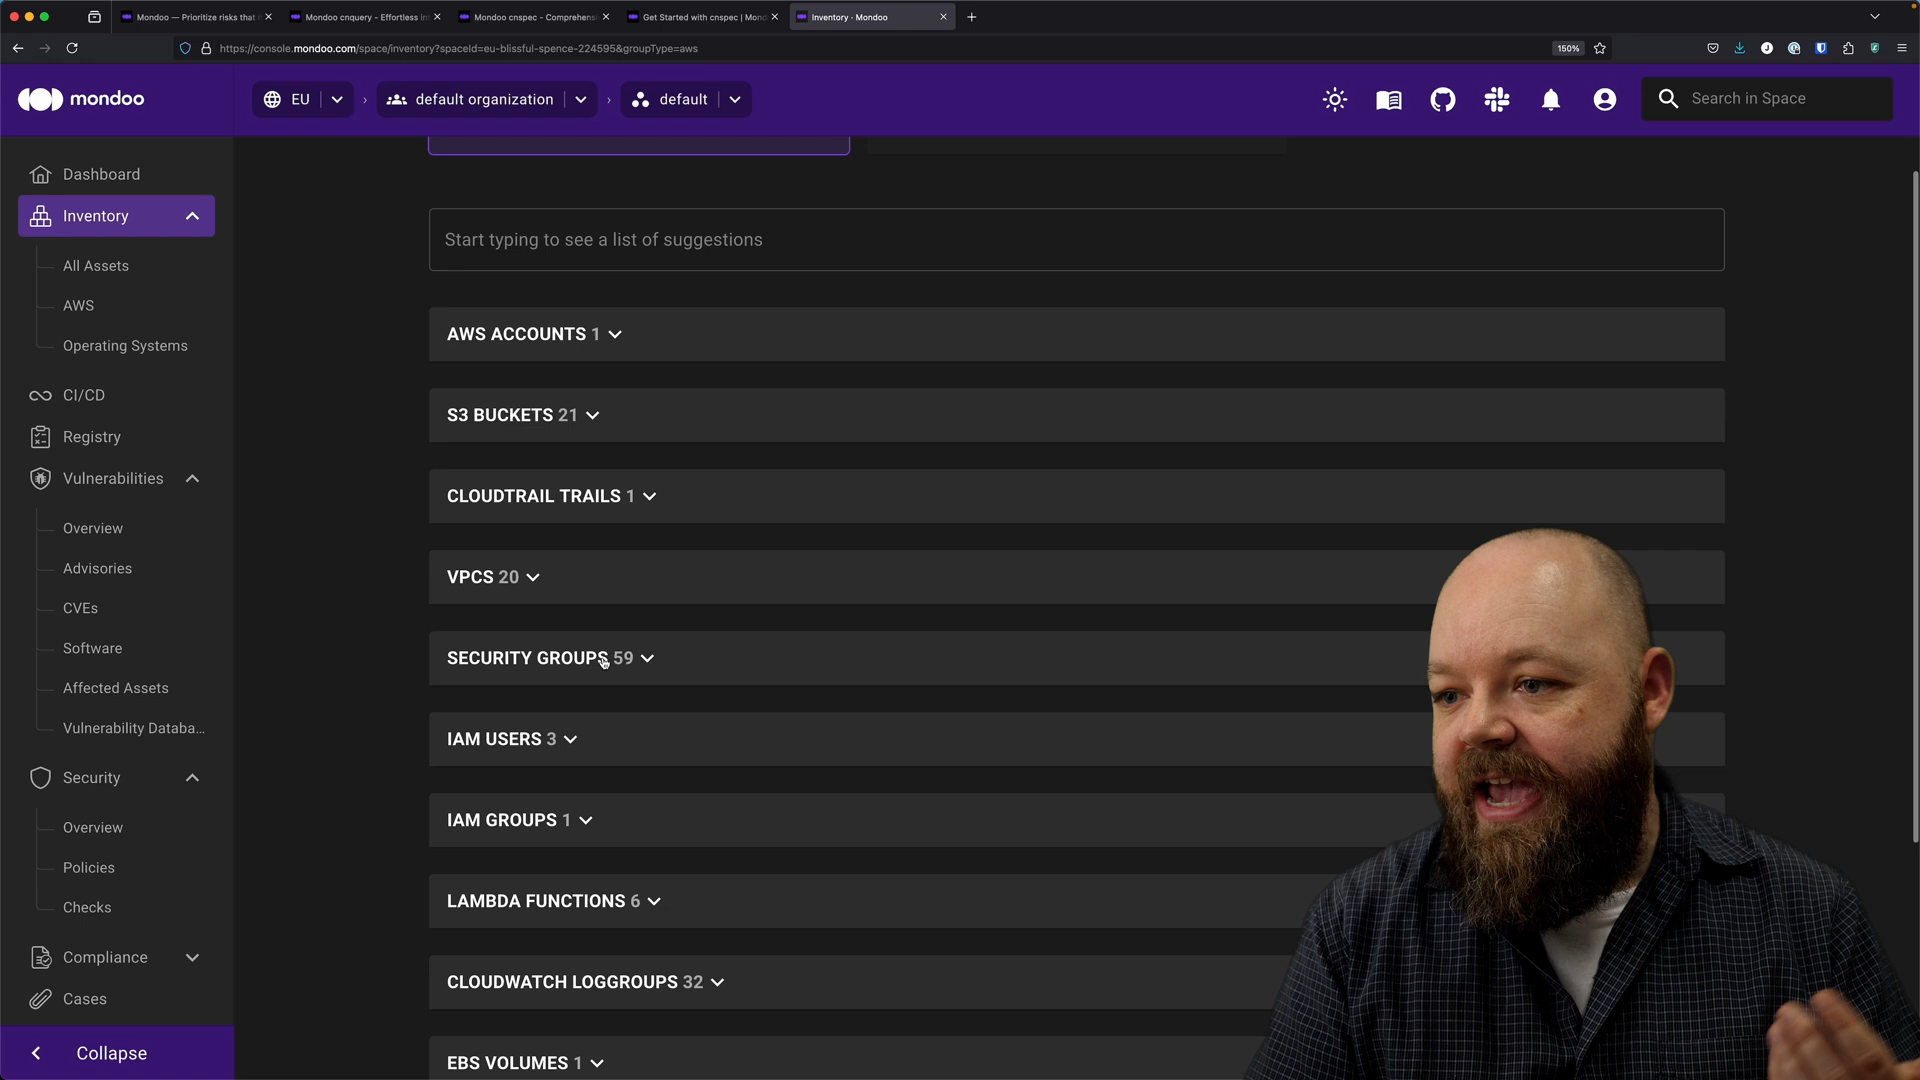 Mondoo — Prioritize risks that
Mondoo cnquery - Effortless in
Mondoo cnspec - Comprehensi
Get Started with cnspec | Mond
Inventory · Mondoo
https://console.mondoo.com/space/inventory?spaceId=eu-blissful-spence-224595&groupType=aws
150%
mondoo
EU
default organization
default
Search in Space
Dashboard
Inventory
All Assets
AWS
Operating Systems
CI/CD
Registry
Vulnerabilities
Overview
Advisories
CVEs
Software
Affected Assets
Vulnerability Databa...
Security
Overview
Policies
Checks
Compliance
Cases
Collapse
Start typing to see a list of suggestions
AWS ACCOUNTS 1
S3 BUCKETS 21
CLOUDTRAIL TRAILS 1
VPCS 20
SECURITY GROUPS 59
IAM USERS 3
IAM GROUPS 1
LAMBDA FUNCTIONS 6
CLOUDWATCH LOGGROUPS 32
EBS VOLUMES 1